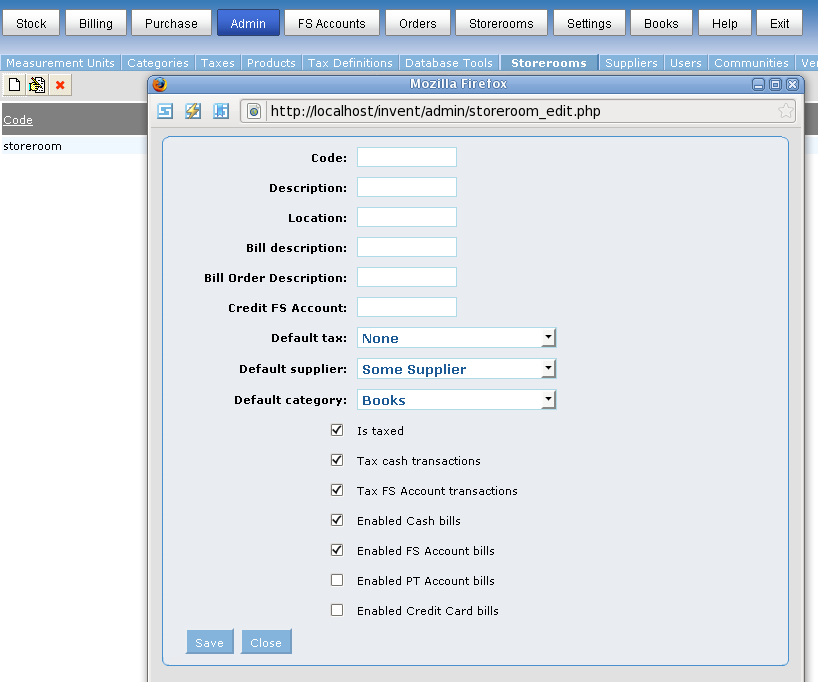 Stock Billing Purchase Admin FS Accounts Orders Storerooms Settings Books Help Exit
Measurement Units Categories Taxes Products Tax Definitions Database Tools Storerooms Suppliers Users Communities Ve
Mozilla Firefox
http://localhost/invent/admin/storeroom_edit.php
Code
storeroom
Code:
Description:
Location:
Bill description:
Bill Order Description:
Credit FS Account:
Default tax: None
Default supplier: Some Supplier
Default category: Books
Is taxed
Tax cash transactions
Tax FS Account transactions
Enabled Cash bills
Enabled FS Account bills
Enabled PT Account bills
Enabled Credit Card bills
Save Close